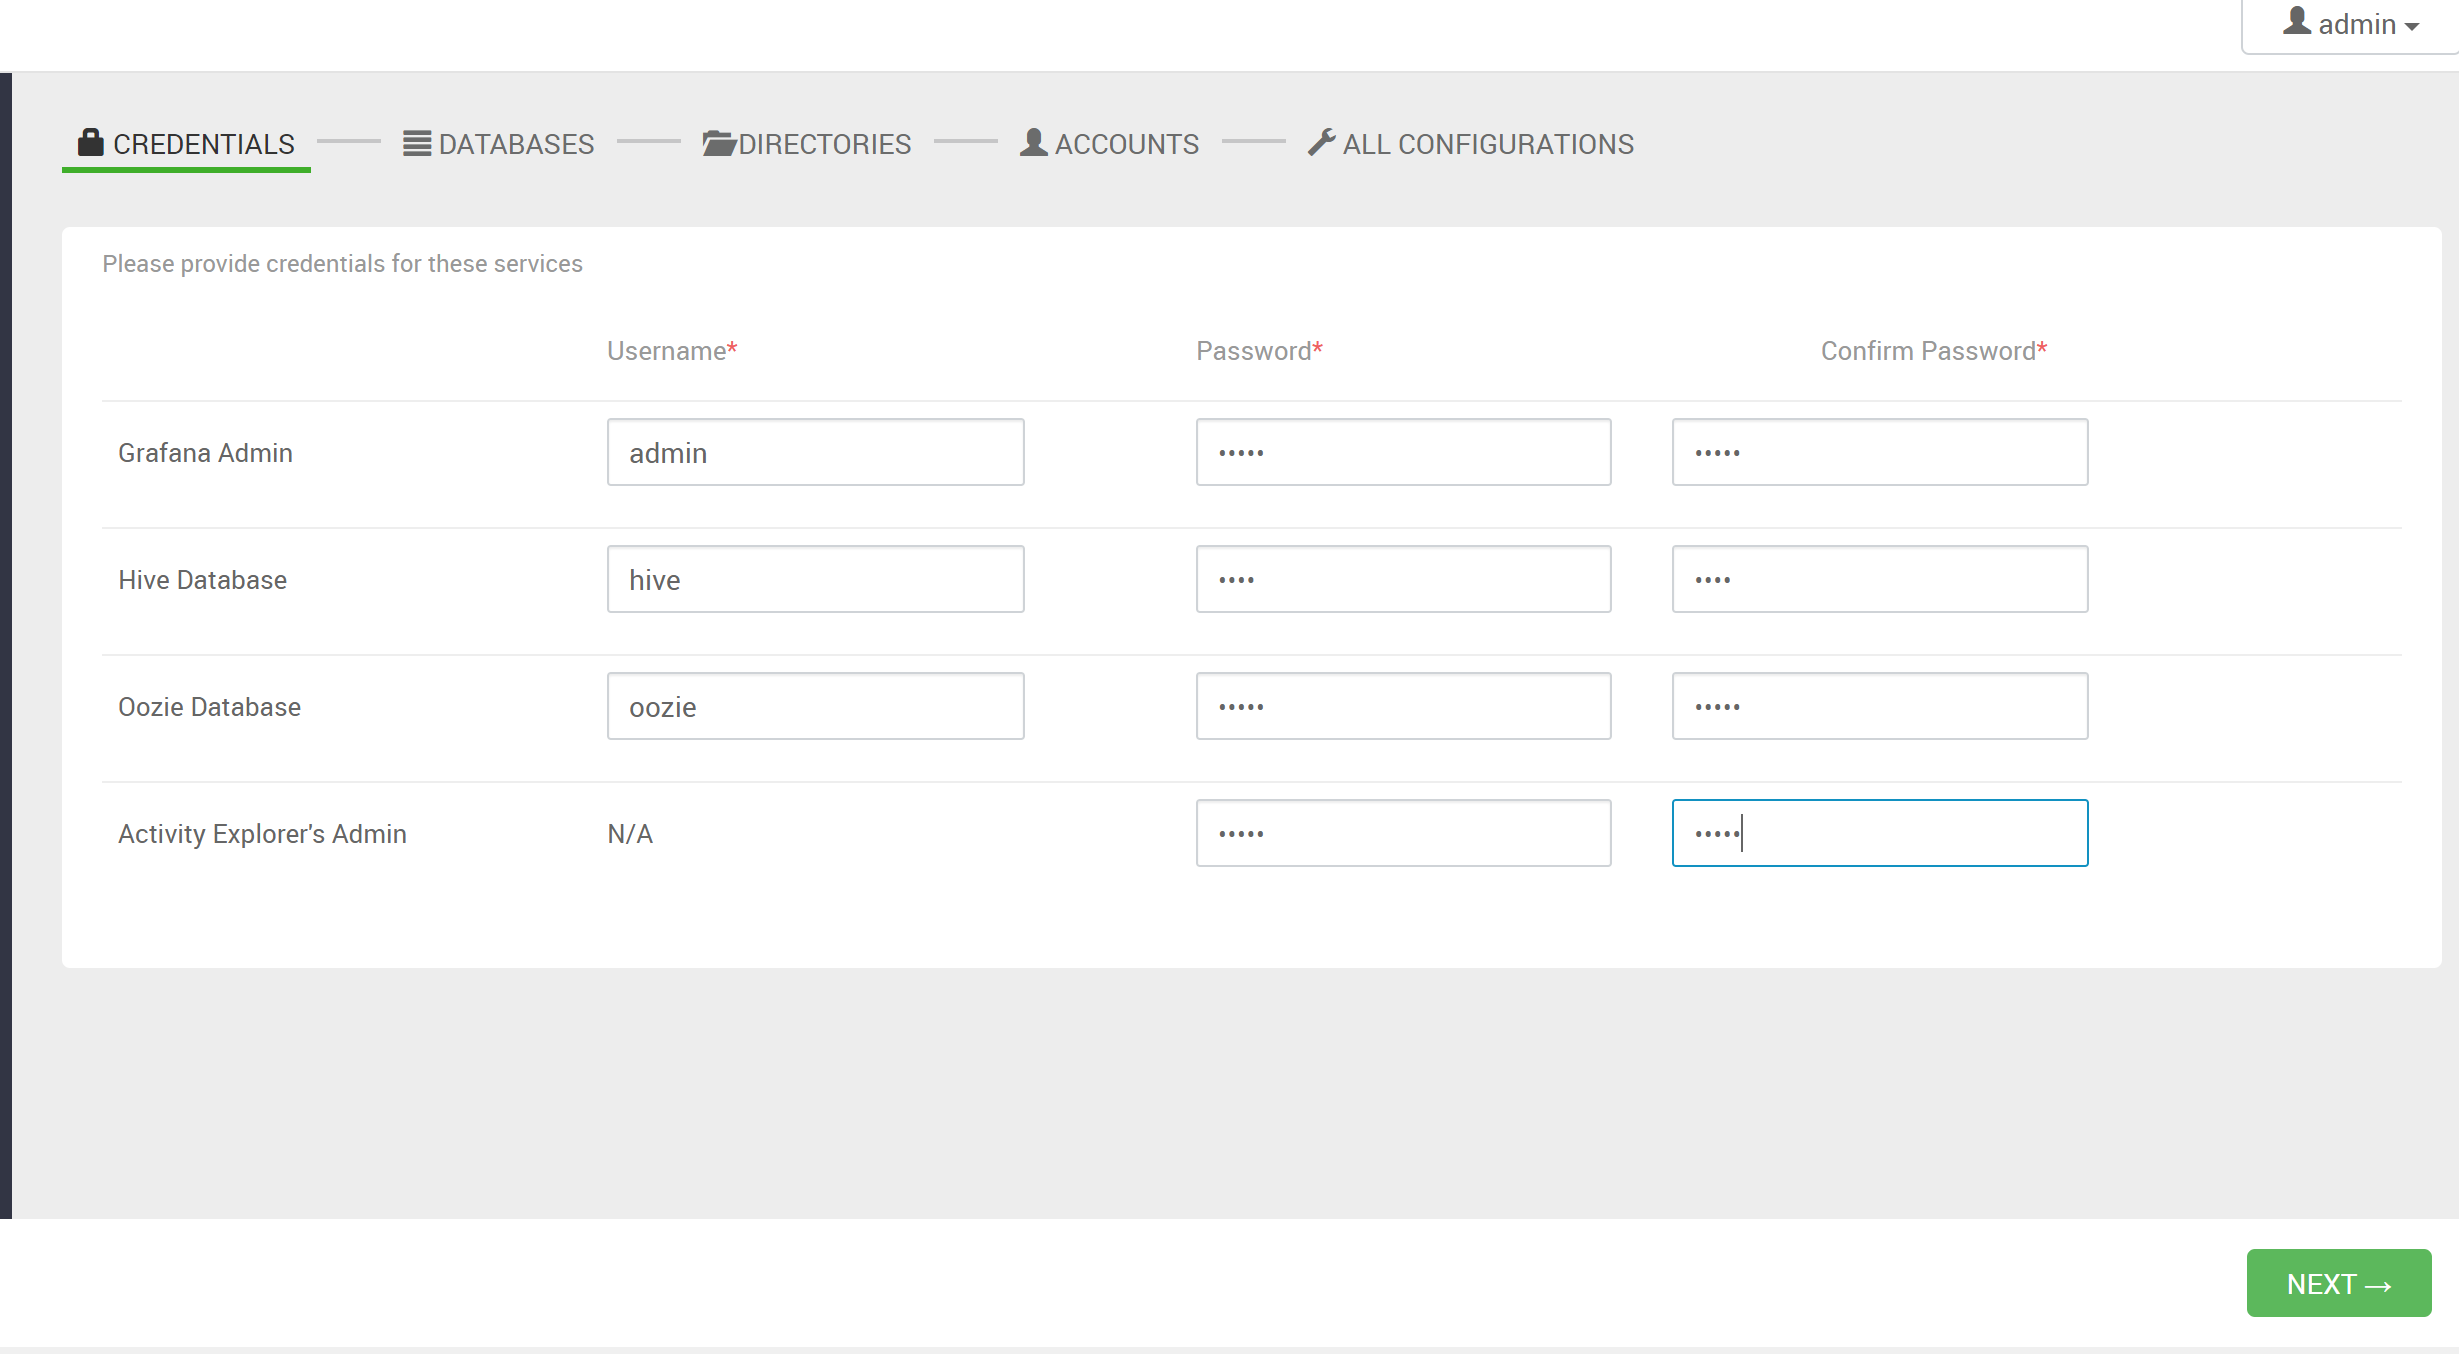 admin
CREDENTIALS DATABASES DIRECTORIES ACCOUNTS ALL CONFIGURATIONS
Please provide credentials for these services
Username* Password* Confirm Password*
Grafana Admin admin ••••• •••••
Hive Database hive •••• ••••
Oozie Database oozie ••••• •••••
Activity Explorer's Admin N/A ••••• •••••
NEXT→